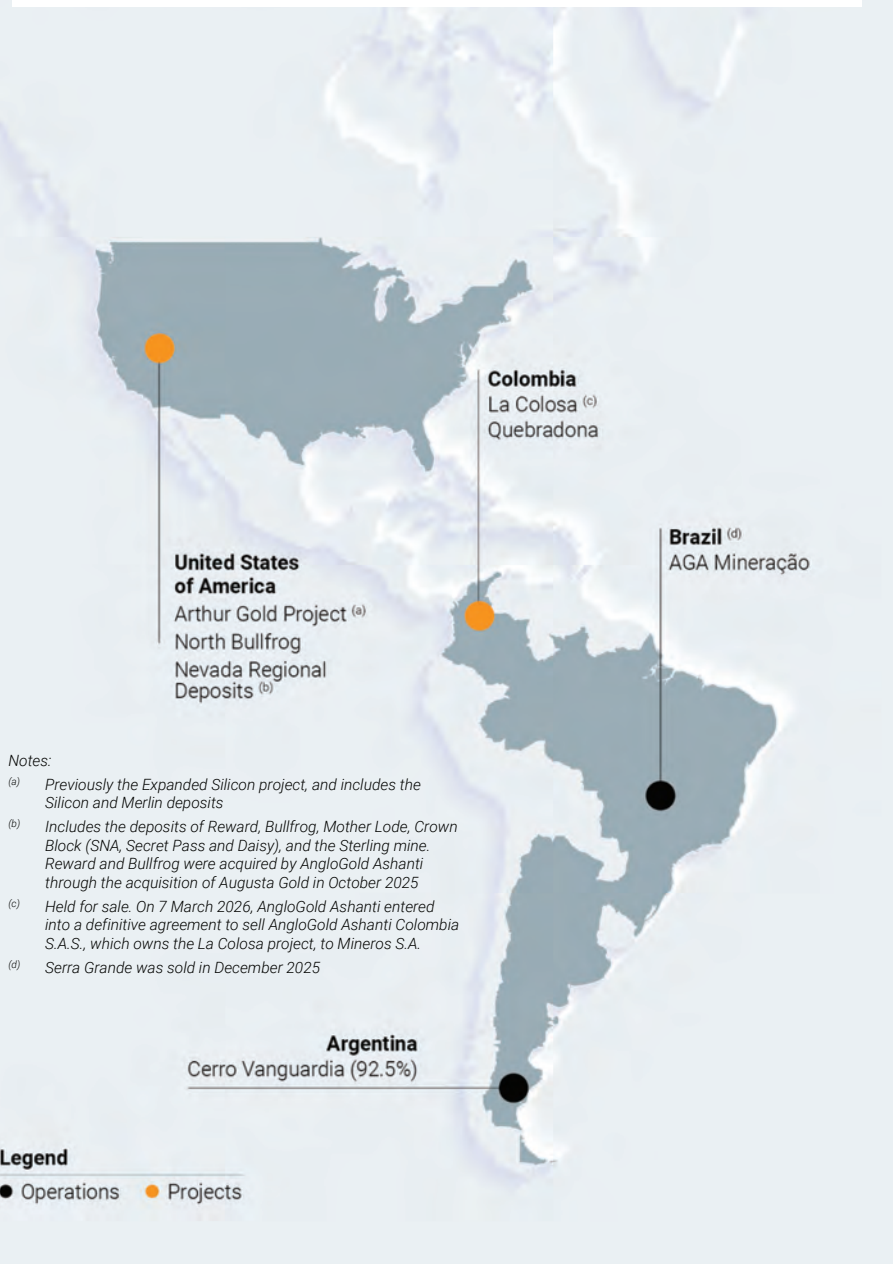 Colombia
La Colosa (c)
Quebradona
Brazil (d)
AGA Mineração
United States
of America
Arthur Gold Project (a)
North Bullfrog
Nevada Regional
Deposits (b)
Notes:
(a) Previously the Expanded Silicon project, and includes the
Silicon and Merlin deposits
(b) Includes the deposits of Reward, Bullfrog, Mother Lode, Crown
Block (SNA, Secret Pass and Daisy), and the Sterling mine.
Reward and Bullfrog were acquired by AngloGold Ashanti
through the acquisition of Augusta Gold in October 2025
(c) Held for sale. On 7 March 2026, AngloGold Ashanti entered
into a definitive agreement to sell AngloGold Ashanti Colombia
S.A.S., which owns the La Colosa project, to Mineros S.A.
(d) Serra Grande was sold in December 2025
Argentina
Cerro Vanguardia (92.5%)
Legend
Operations Projects